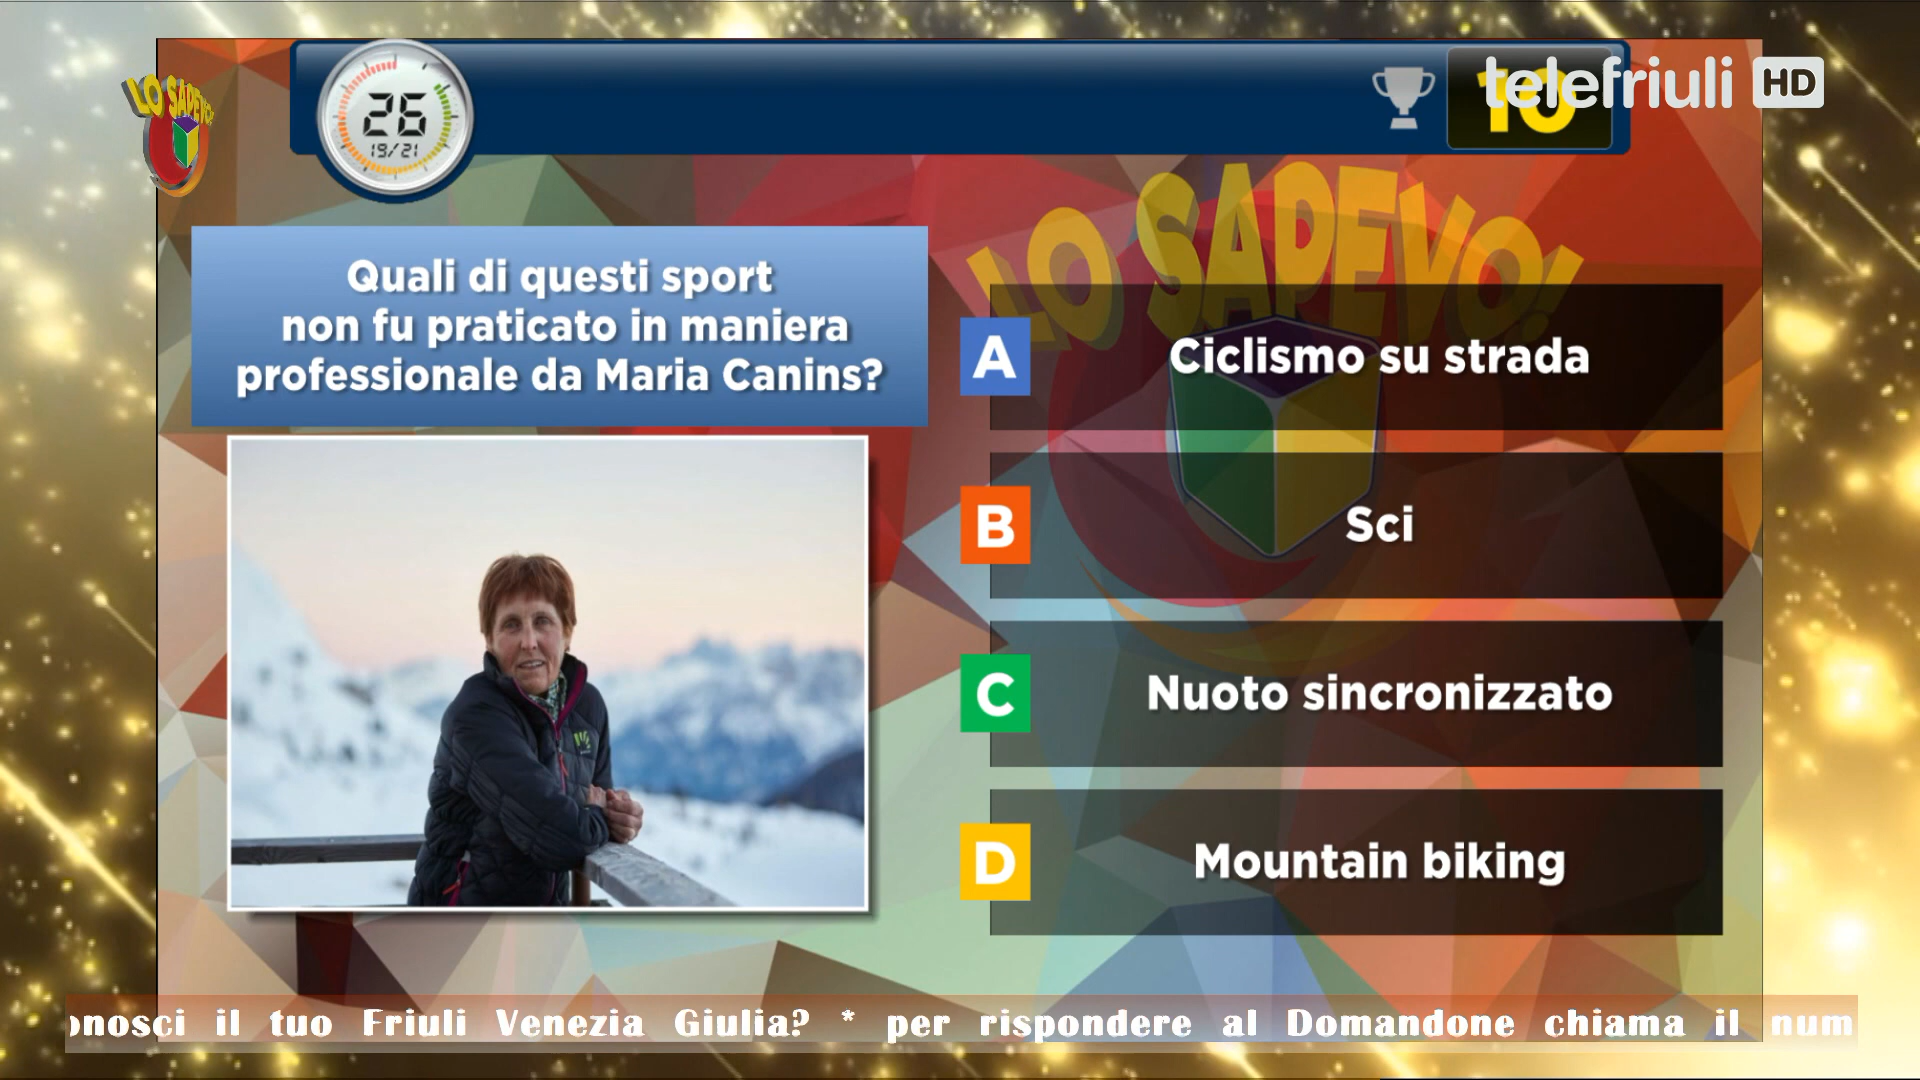 LO SAPEVO!
26
19/21
10
telefriuli HD
LO SAPEVO!
Quali di questi sport
non fu praticato in maniera
professionale da Maria Canins?
A Ciclismo su strada
B Sci
C Nuoto sincronizzato
D Mountain biking
onosci il tuo Friuli Venezia Giulia? * per rispondere al Domandone chiama il num